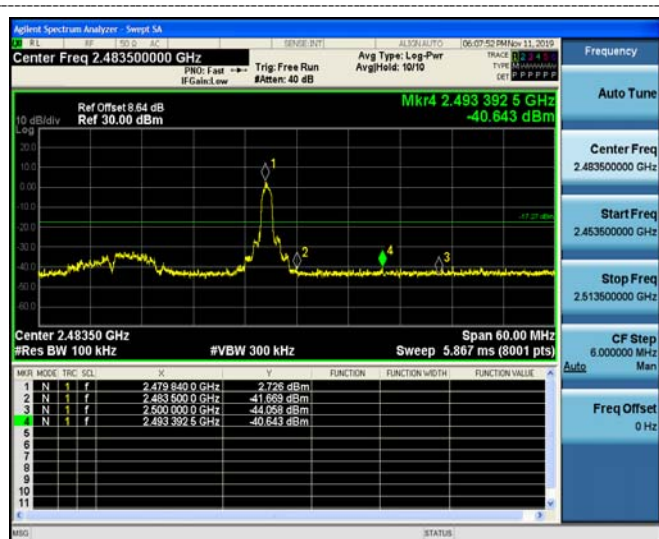 Agilent Spectrum Analyzer - Swept SA
RL RF 50 Ω AC SENSE:INT ALIGN AUTO 06:07:52 PM Nov 11, 2019
Center Freq 2.483500000 GHz
PNO: Fast
IFGain:Low
Trig: Free Run
#Atten: 40 dB
Avg Type: Log-Pwr
Avg|Hold: 10/10
TRACE 1 2 3 4 5 6
TYPE
DET P P P P P P
Frequency
Auto Tune
Center Freq
2.483500000 GHz
Start Freq
2.453500000 GHz
Stop Freq
2.513500000 GHz
CF Step
6.000000 MHz
Auto Man
Freq Offset
0 Hz
Ref Offset 8.64 dB
Ref 30.00 dBm
10 dB/div
Log
Mkr4 2.493 392 5 GHz
-40.643 dBm
20.0
10.0
0.00
-10.0
-20.0
-30.0
-40.0
-50.0
-60.0
1
2
4
3
-17.27 dBm
Center 2.48350 GHz
Span 60.00 MHz
#Res BW 100 kHz
#VBW 300 kHz
Sweep 5.867 ms (8001 pts)
MKR MODE TRC SCL X Y FUNCTION FUNCTION WIDTH FUNCTION VALUE
1 N 1 f 2.479 840 0 GHz 2.726 dBm
2 N 1 f 2.483 500 0 GHz -41.669 dBm
3 N 1 f 2.500 000 0 GHz -44.058 dBm
4 N 1 f 2.493 392 5 GHz -40.643 dBm
5
6
7
8
9
10
11
MSG
STATUS